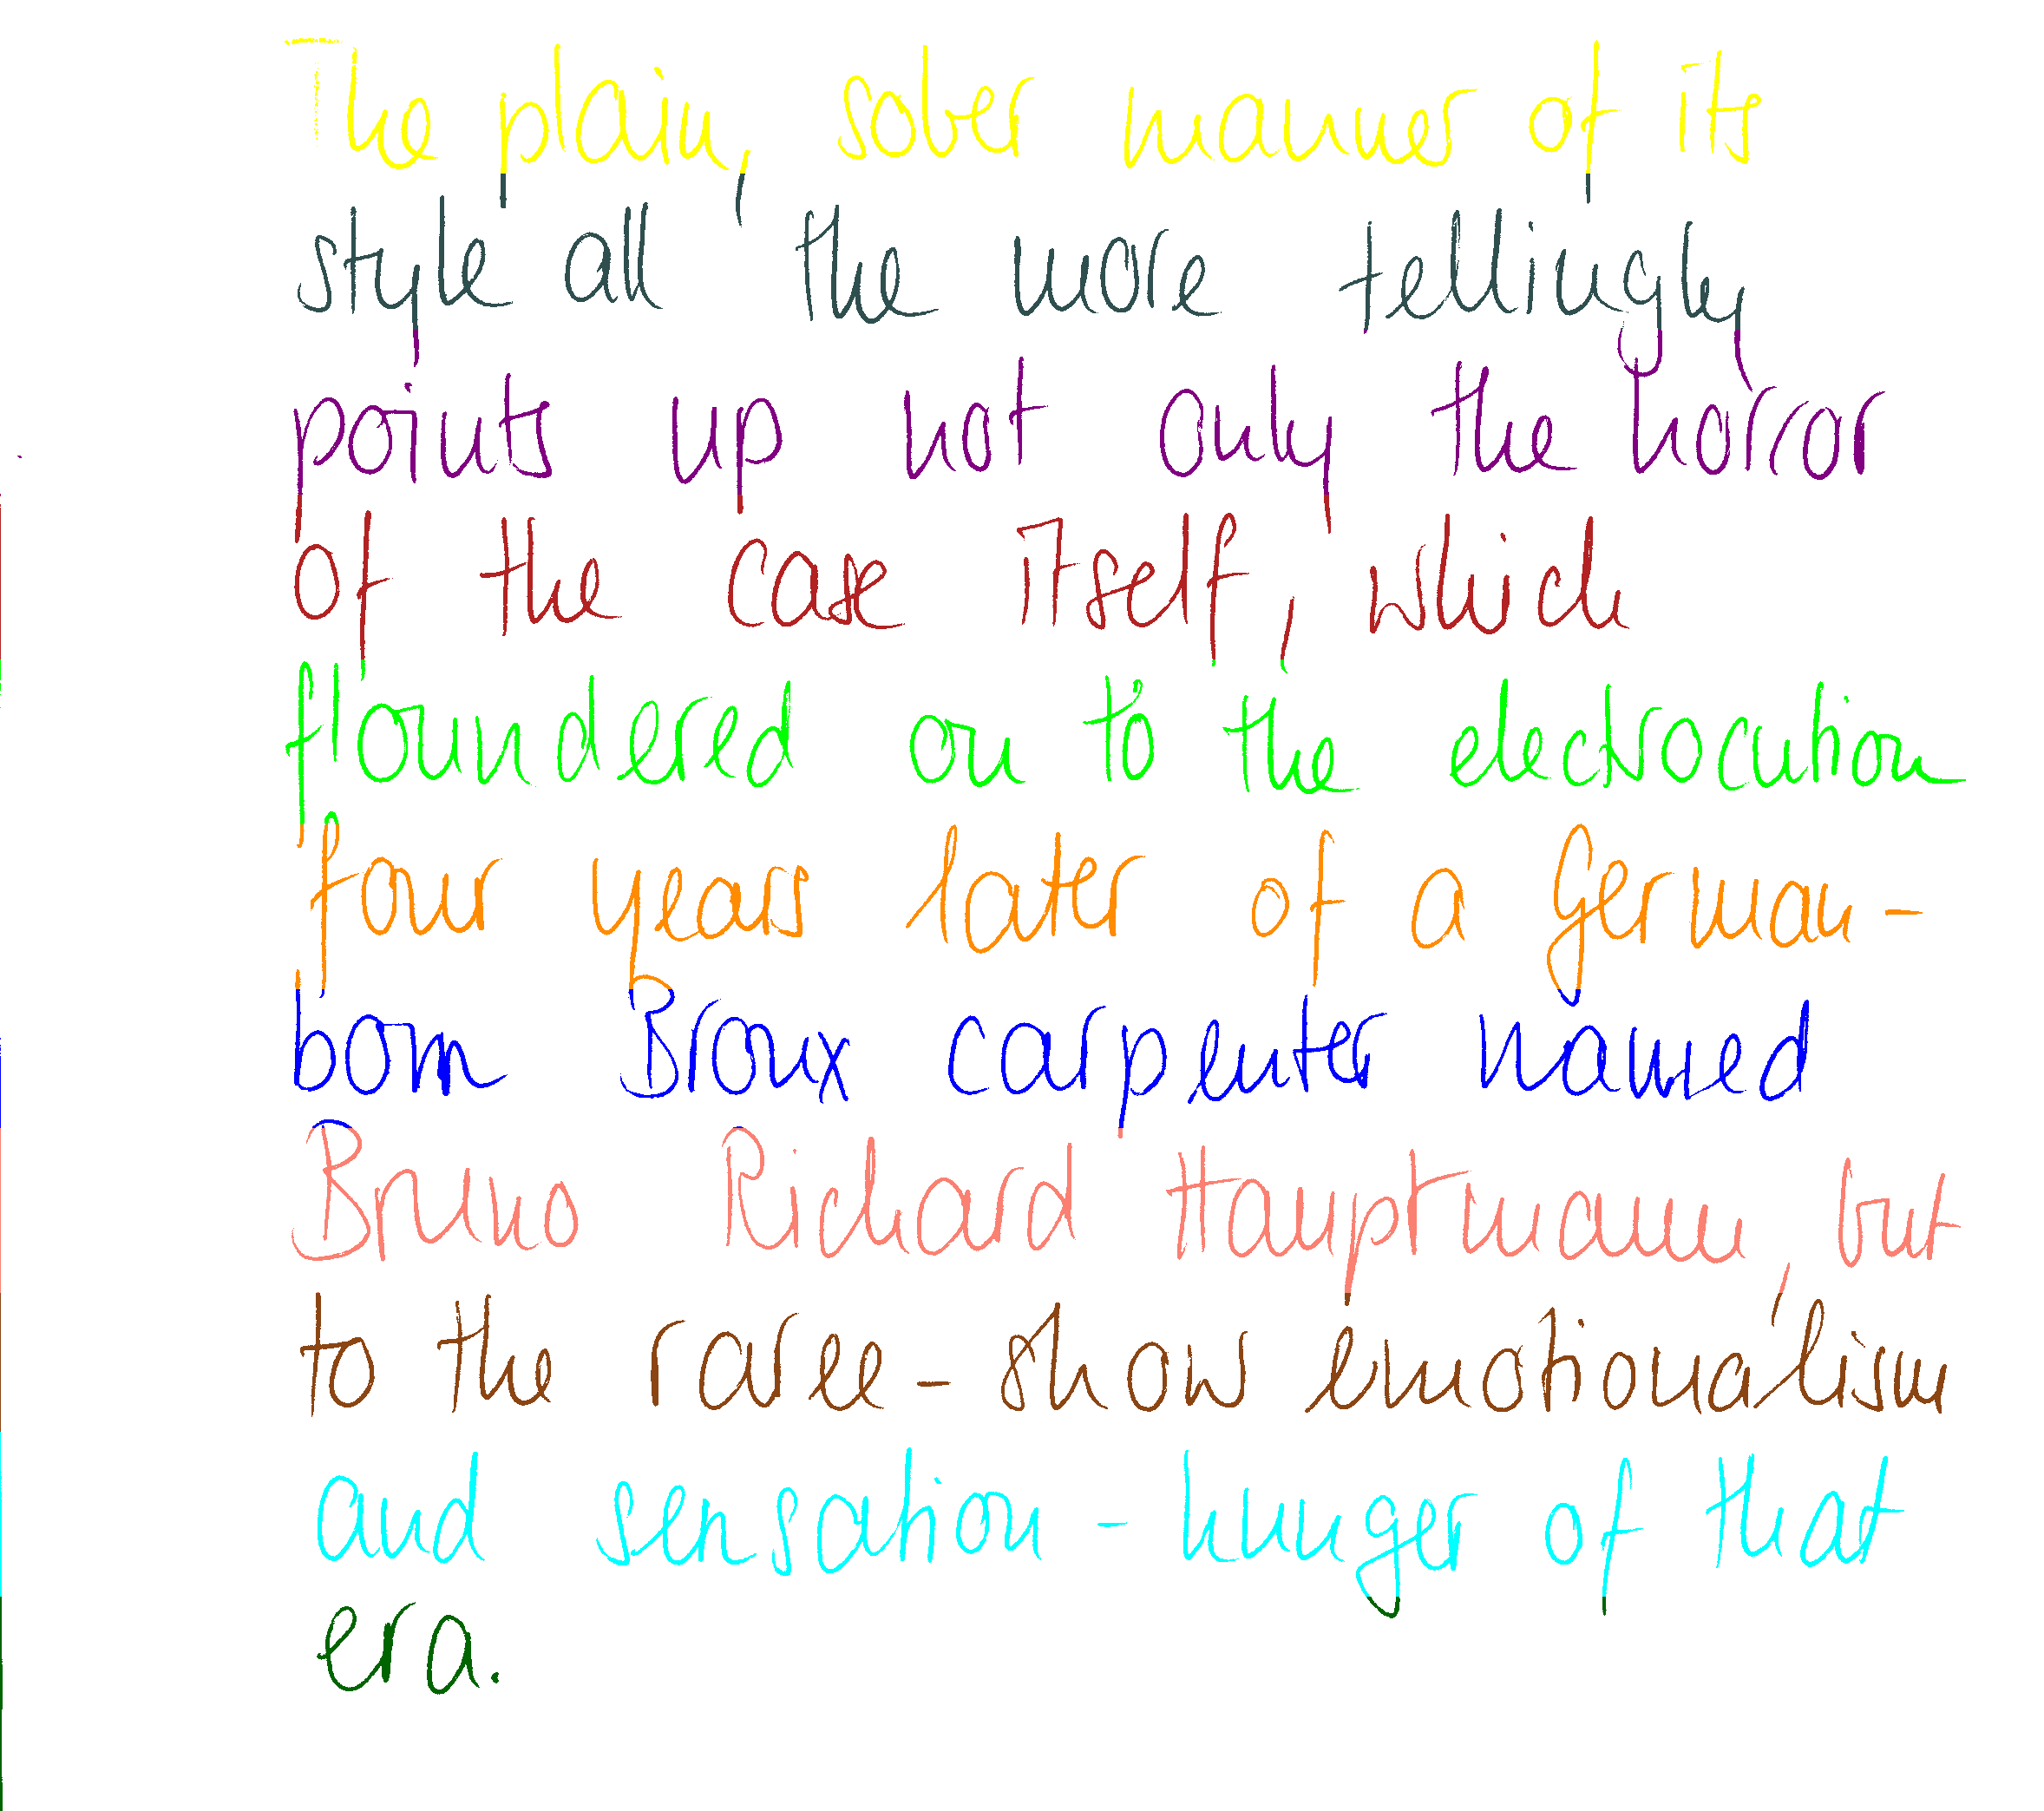 The plain, sober manner of its
style all the more tellingly
points up not only the horror
of the case itself, which
floundered on to the electrocution
four years later of a German-
born Bronx carpenter named
Bruno Richard Hauptmann, but
to the raree-show emotionalism
and sensation-hunger of that
era.